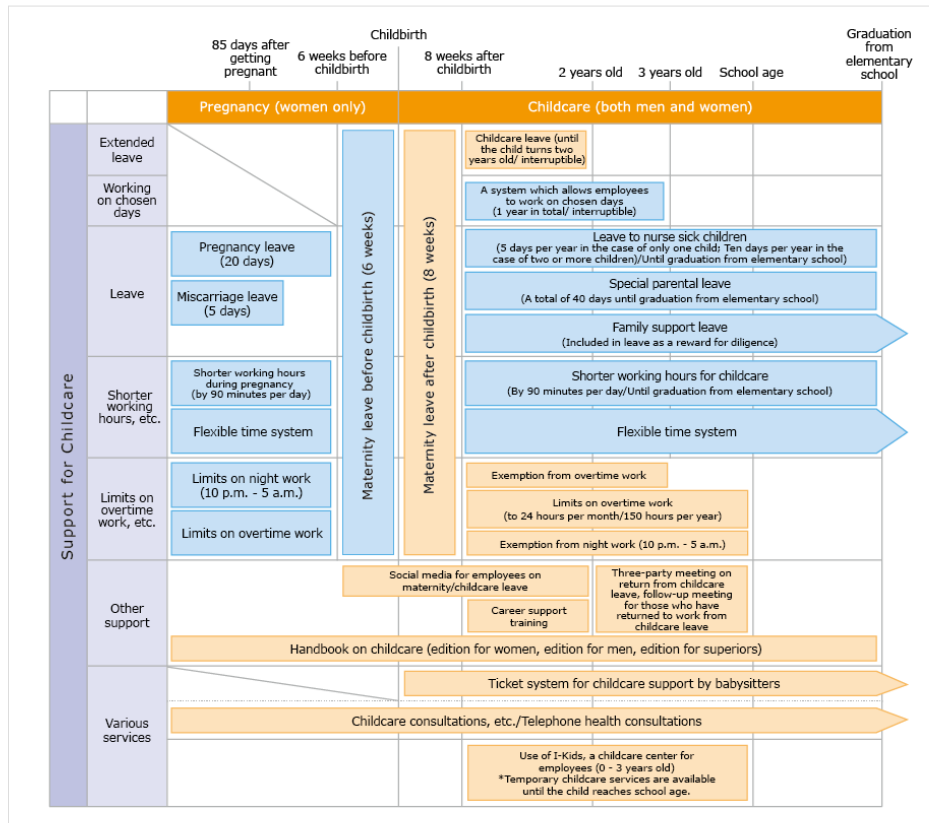 Childbirth
85 days after
getting
pregnant
6 weeks before
childbirth
8 weeks after
childbirth
2 years old
3 years old
School age
Graduation
from
elementary
school
Pregnancy (women only)
Childcare (both men and women)
Support for Childcare
Extended
leave
Childcare leave (until
the child turns two
years old/ interruptible)
Working
on chosen
days
A system which allows employees
to work on chosen days
(1 year in total/ interruptible)
Maternity leave before childbirth (6 weeks)
Maternity leave after childbirth (8 weeks)
Leave
Pregnancy leave
(20 days)
Miscarriage leave
(5 days)
Leave to nurse sick children
(5 days per year in the case of only one child; Ten days per year in the
case of two or more children)/Until graduation from elementary school)
Special parental leave
(A total of 40 days until graduation from elementary school)
Family support leave
(Included in leave as a reward for diligence)
Shorter
working
hours, etc.
Shorter working hours
during pregnancy
(by 90 minutes per day)
Flexible time system
Shorter working hours for childcare
(By 90 minutes per day/Until graduation from elementary school)
Flexible time system
Limits on
overtime
work, etc.
Limits on night work
(10 p.m. - 5 a.m.)
Limits on overtime work
Exemption from overtime work
Limits on overtime work
(to 24 hours per month/150 hours per year)
Exemption from night work (10 p.m. - 5 a.m.)
Other
support
Social media for employees on
maternity/childcare leave
Career support
training
Three-party meeting on
return from childcare
leave, follow-up meeting
for those who have
returned to work from
childcare leave
Handbook on childcare (edition for women, edition for men, edition for superiors)
Various
services
Ticket system for childcare support by babysitters
Childcare consultations, etc./Telephone health consultations
Use of I-Kids, a childcare center for
employees (0 - 3 years old)
*Temporary childcare services are available
until the child reaches school age.